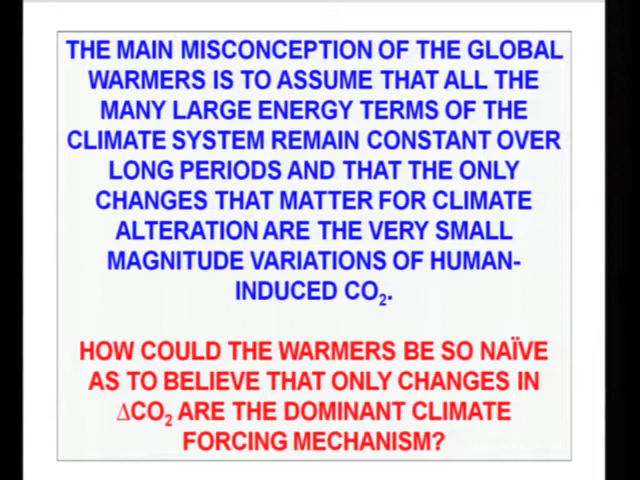 THE MAIN MISCONCEPTION OF THE GLOBAL
WARMERS IS TO ASSUME THAT ALL THE
MANY LARGE ENERGY TERMS OF THE
CLIMATE SYSTEM REMAIN CONSTANT OVER
LONG PERIODS AND THAT THE ONLY
CHANGES THAT MATTER FOR CLIMATE
ALTERATION ARE THE VERY SMALL
MAGNITUDE VARIATIONS OF HUMAN-
INDUCED CO₂.
HOW COULD THE WARMERS BE SO NAÏVE
AS TO BELIEVE THAT ONLY CHANGES IN
∆CO₂ ARE THE DOMINANT CLIMATE
FORCING MECHANISM?